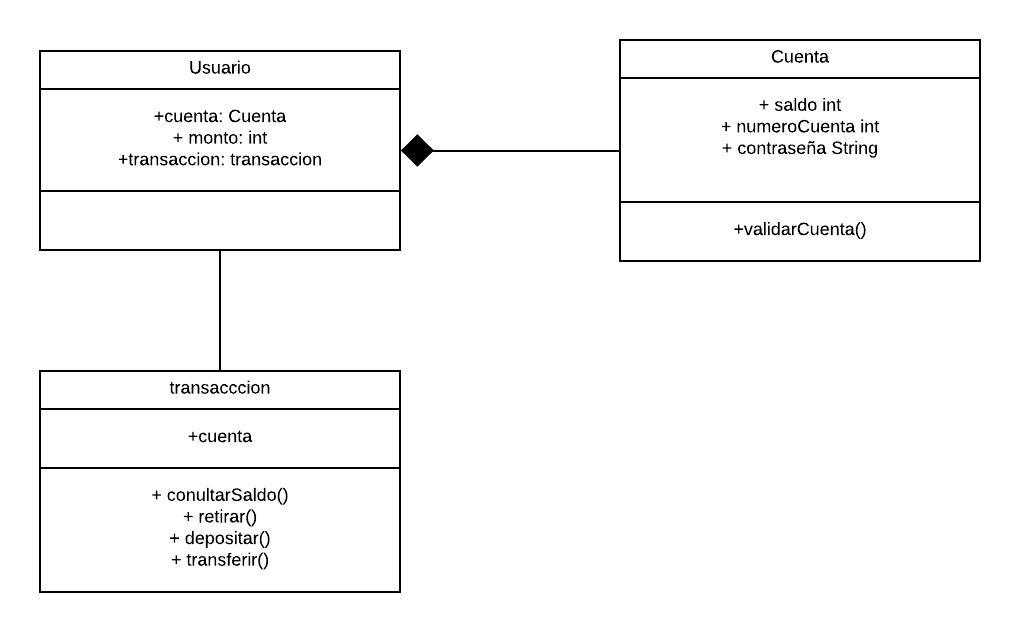 Usuario
+cuenta: Cuenta
+ monto: int
+transaccion: transaccion
Cuenta
+ saldo int
+ numeroCuenta int
+ contraseña String
+validarCuenta()
transacccion
+cuenta
+ conultarSaldo()
+ retirar()
+ depositar()
+ transferir()